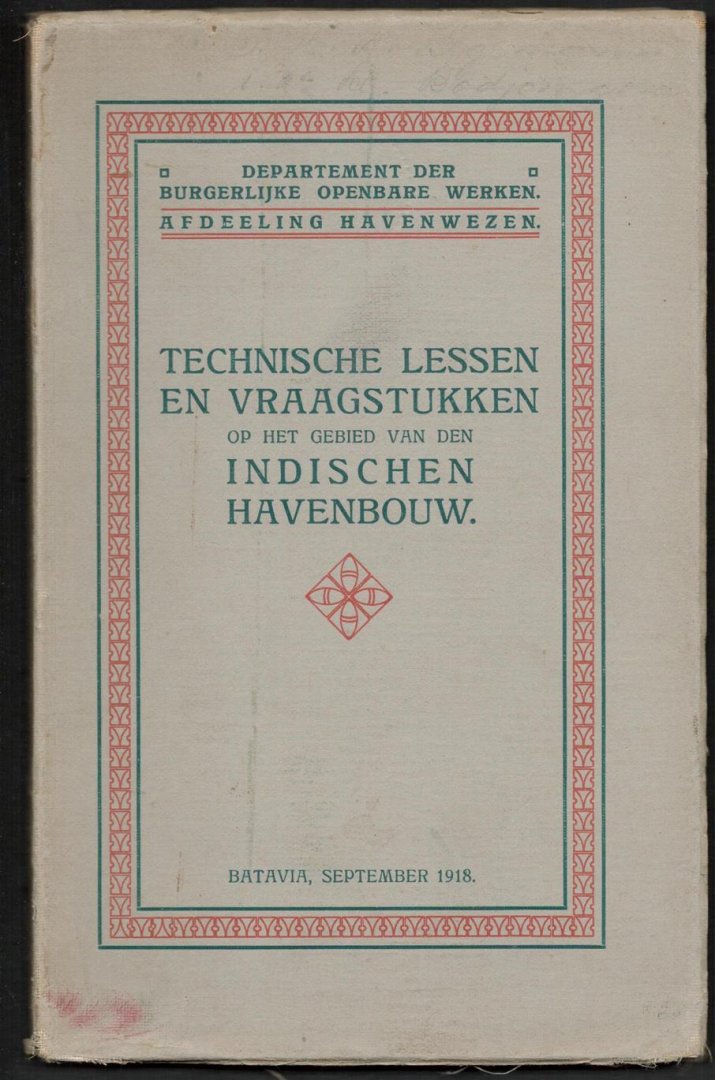 DEPARTEMENT DER
BURGERLIJKE OPENBARE WERKEN.
AFDEELING HAVENWEZEN.
TECHNISCHE LESSEN
EN VRAAGSTUKKEN
OP HET GEBIED VAN DEN
INDISCHEN
HAVENBOUW.
BATAVIA, SEPTEMBER 1918.